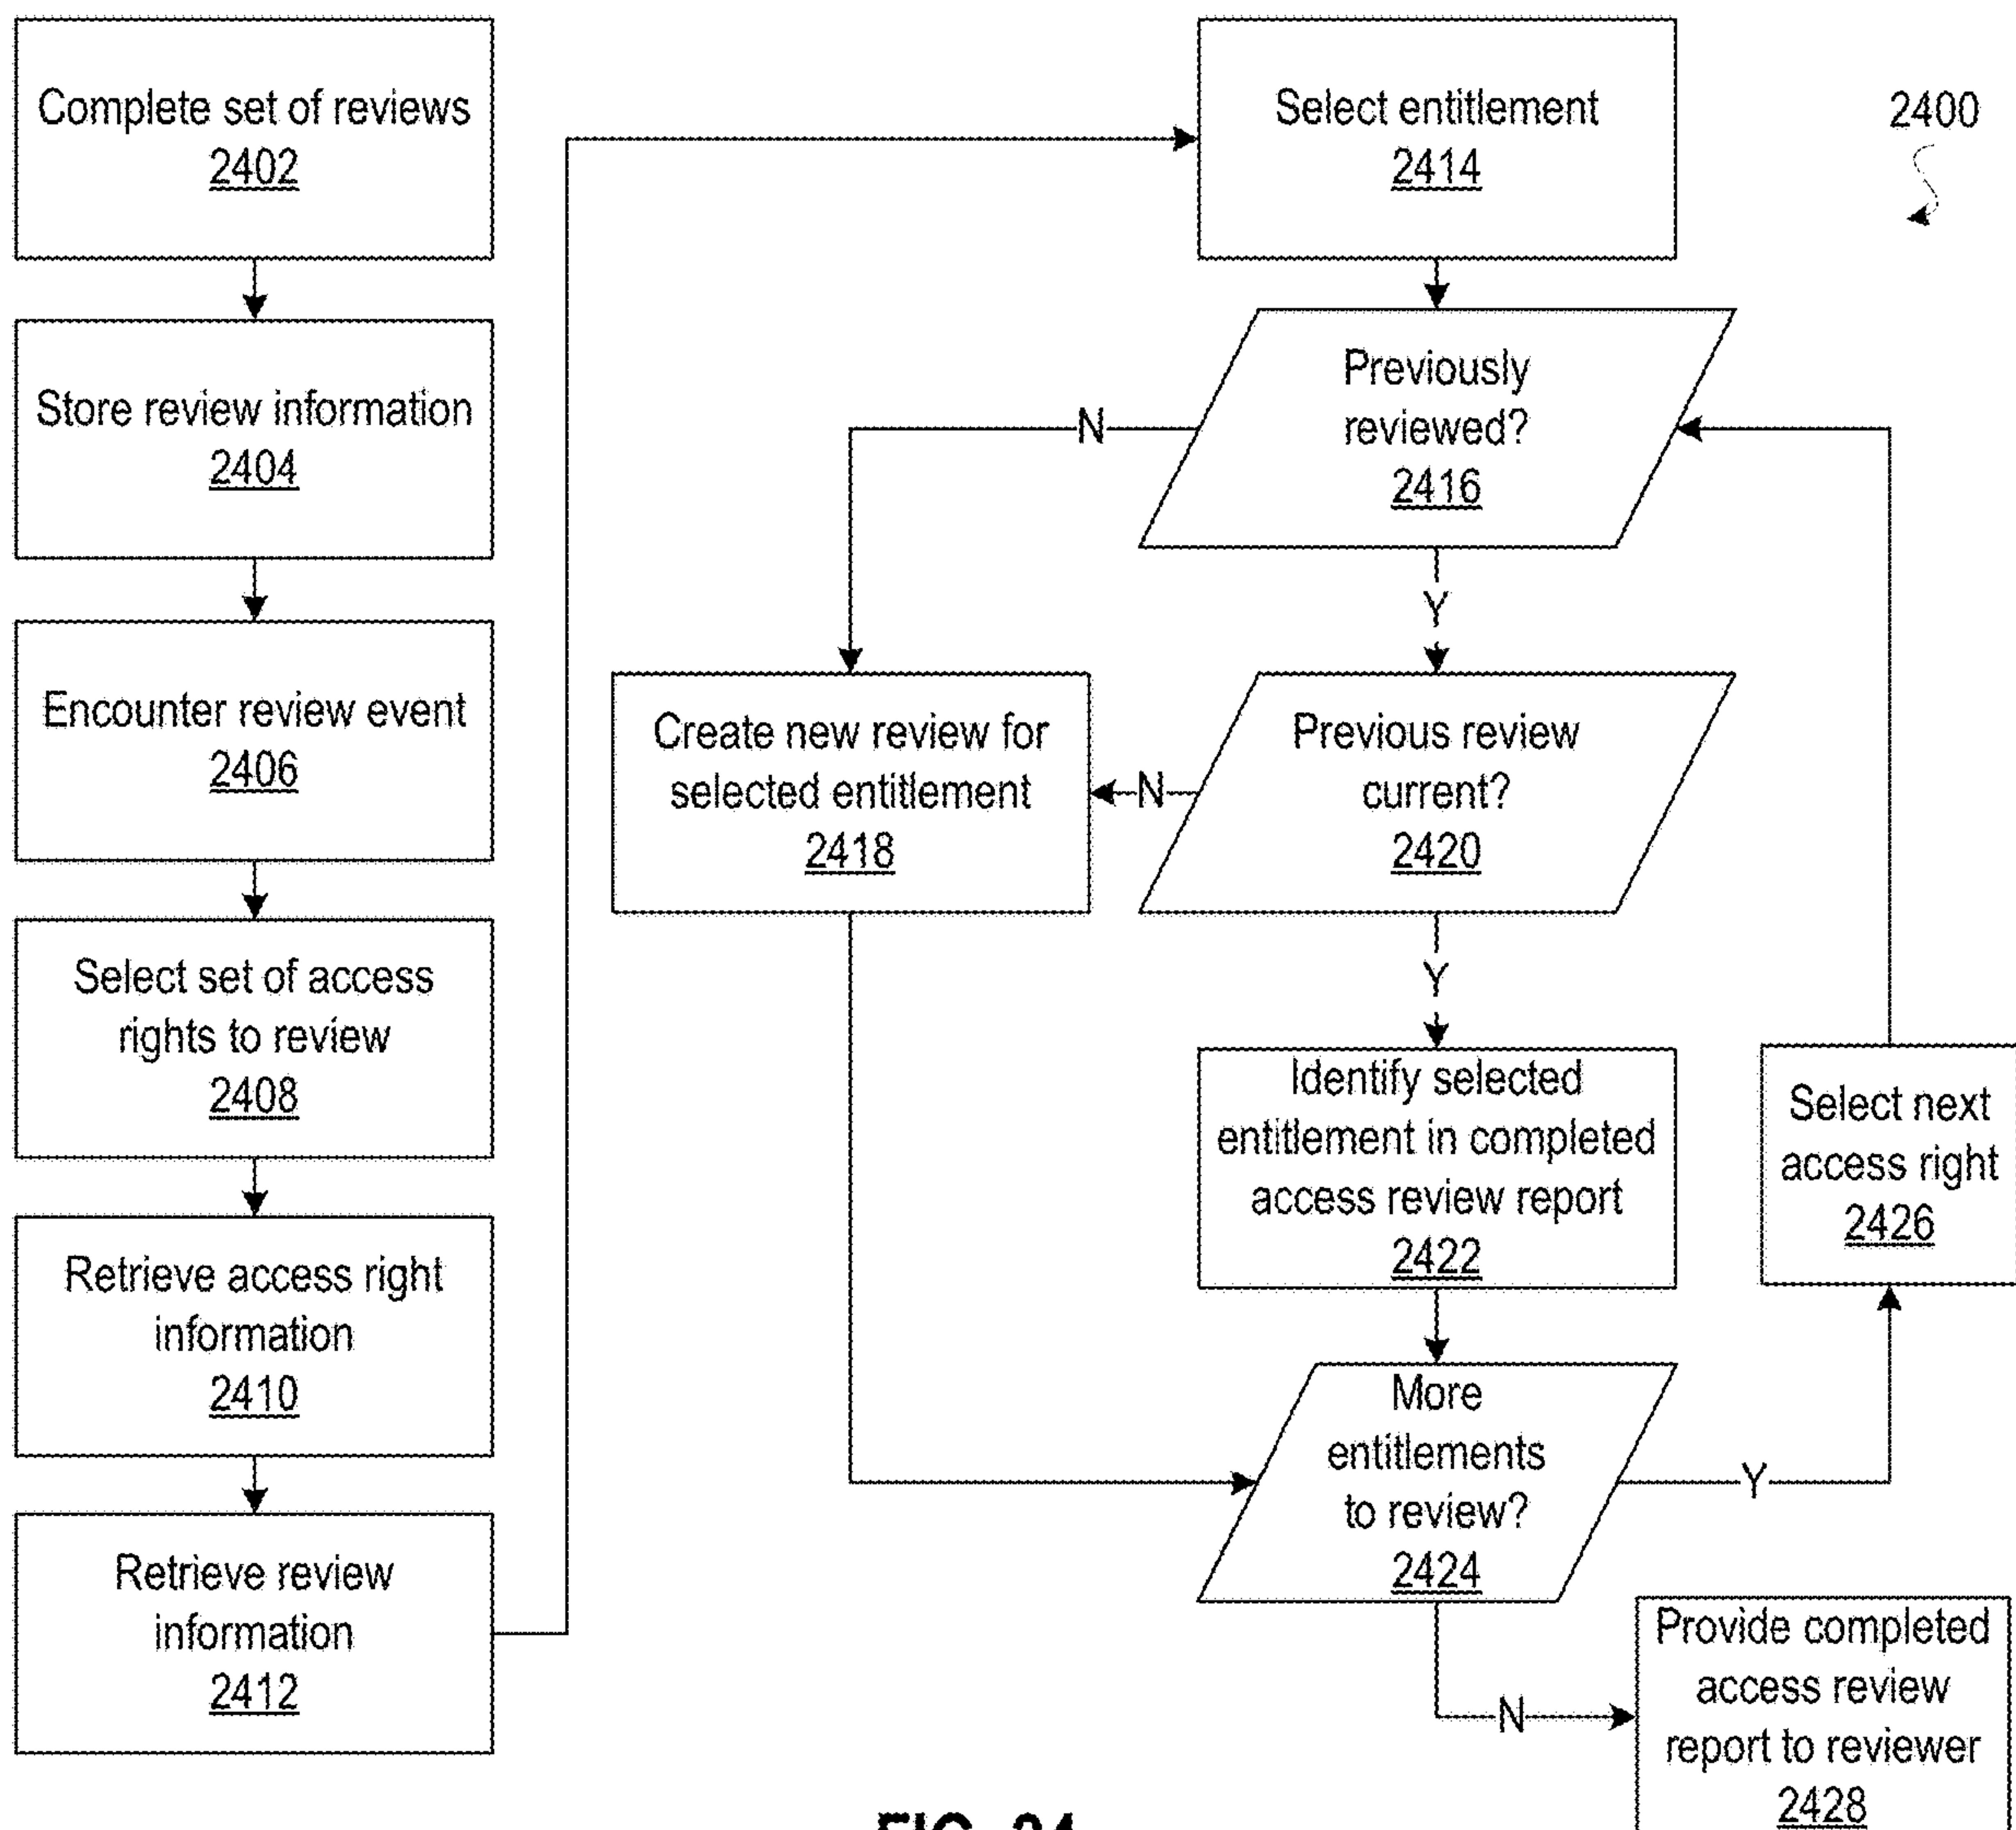 Complete set of reviews
2402
Store review information
2404
Encounter review event
2406
Select set of access
rights to review
2408
Retrieve access right
information
2410
Retrieve review
information
2412
Select entitlement
2414
2400
Previously
reviewed?
2416
N
Y
Create new review for
selected entitlement
2418
N
Previous review
current?
2420
Y
Identify selected
entitlement in completed
access review report
2422
Select next
access right
2426
More
entitlements
to review?
2424
Y
N
Provide completed
access review
report to reviewer
2428
FIG. 24